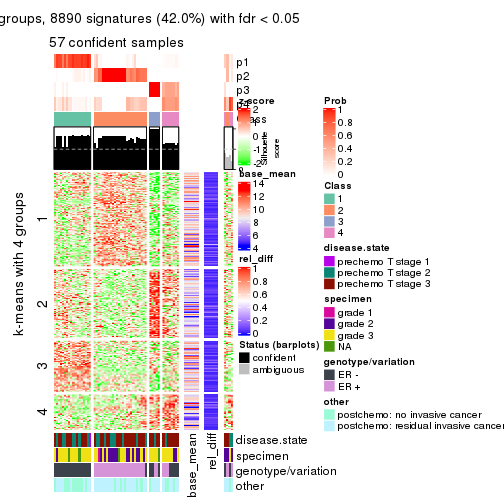 groups, 8890 signatures (42.0%) with fdr < 0.05
57 confident samples
p1
p2
p3
p4
z-score
2
1
0
-1
-2
Silhouette
score
base_mean
14
12
10
8
6
4
rel_diff
1
0.8
0.6
0.4
0.2
0
Status (barplots)
confident
ambiguous
Prob
1
0.8
0.6
0.4
0.2
0
Class
1
2
3
4
disease.state
prechemo T stage 1
prechemo T stage 2
prechemo T stage 3
specimen
grade 1
grade 2
grade 3
NA
genotype/variation
ER -
ER +
other
postchemo: no invasive cancer
postchemo: residual invasive cancer
k-means with 4 groups
1
2
3
4
disease.state
specimen
genotype/variation
other
base_mean
rel_diff